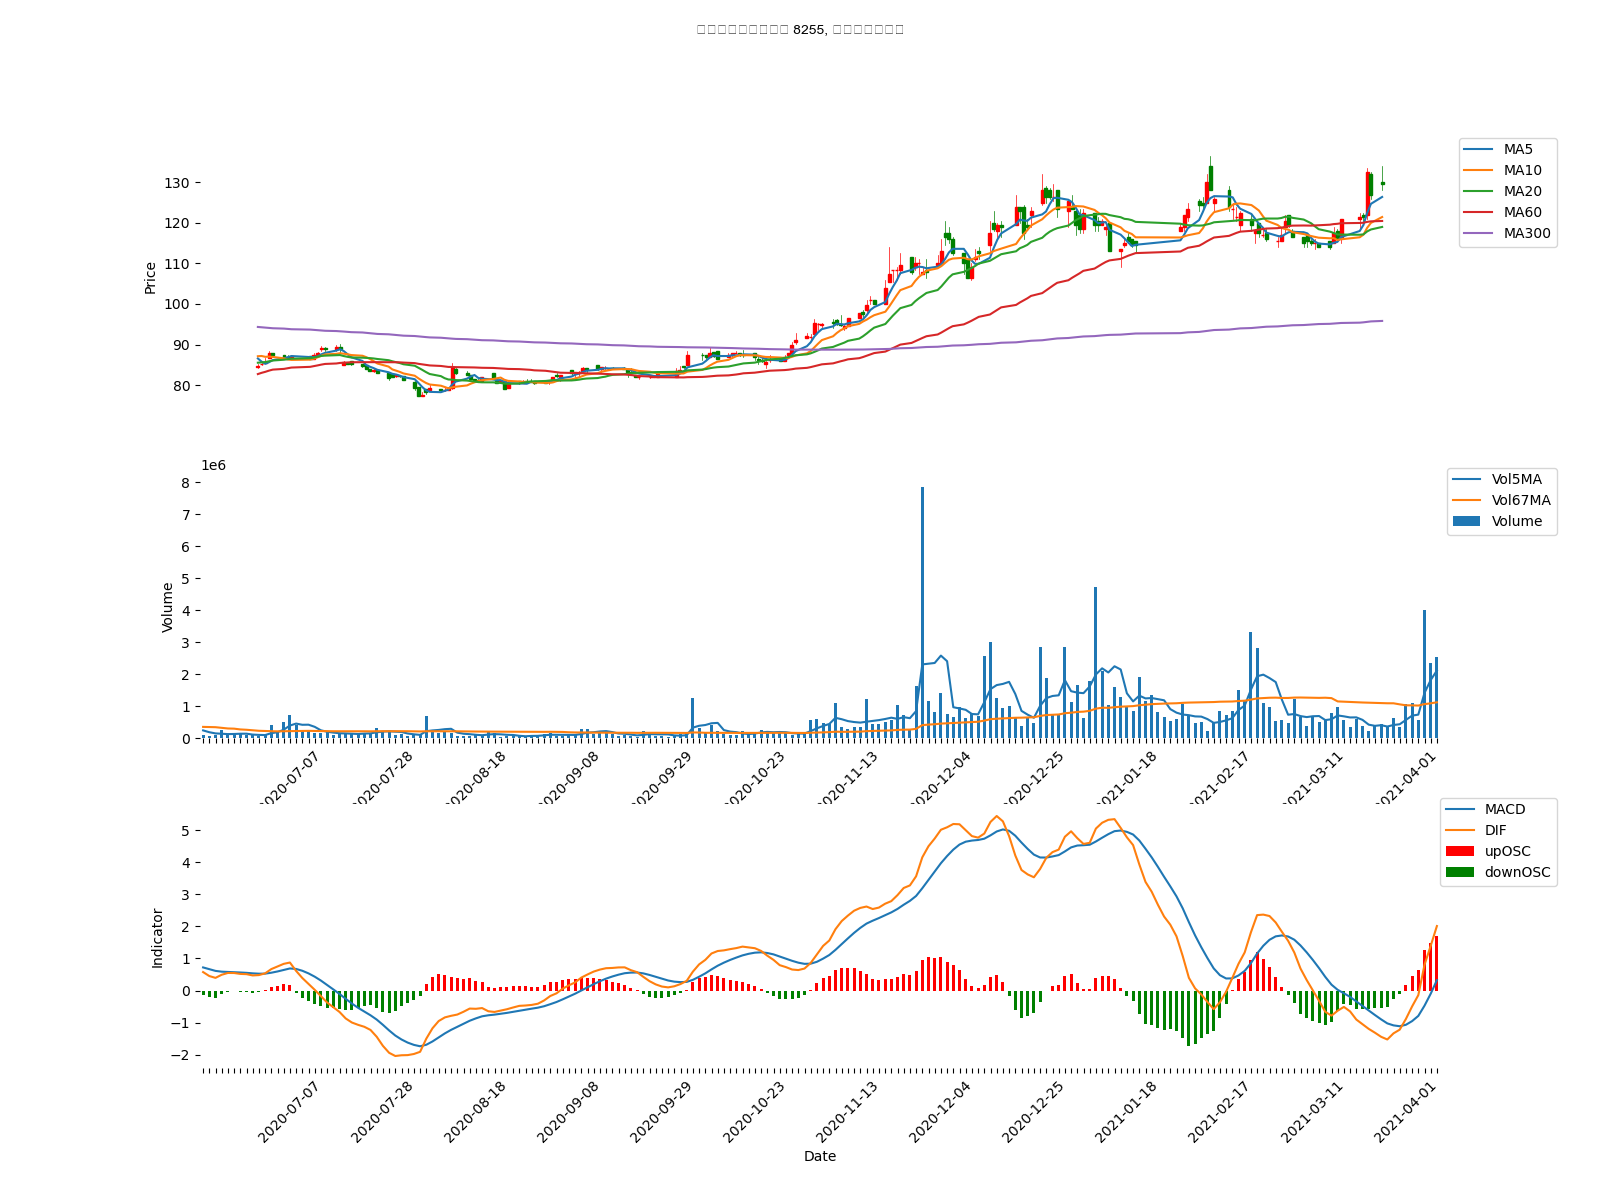 8255,
MA5
MA10
MA20
MA60
MA300
Price
130
120
110
100
90
80
1e6
Vol5MA
Vol67MA
Volume
Volume
8
7
6
5
4
3
2
1
0
2020-07-07
2020-07-28
2020-08-18
2020-09-08
2020-09-29
2020-10-23
2020-11-13
2020-12-04
2020-12-25
2021-01-18
2021-02-17
2021-03-11
2021-04-01
MACD
DIF
upOSC
downOSC
Indicator
5
4
3
2
1
0
−1
−2
2020-07-07
2020-07-28
2020-08-18
2020-09-08
2020-09-29
2020-10-23
2020-11-13
2020-12-04
2020-12-25
2021-01-18
2021-02-17
2021-03-11
2021-04-01
Date